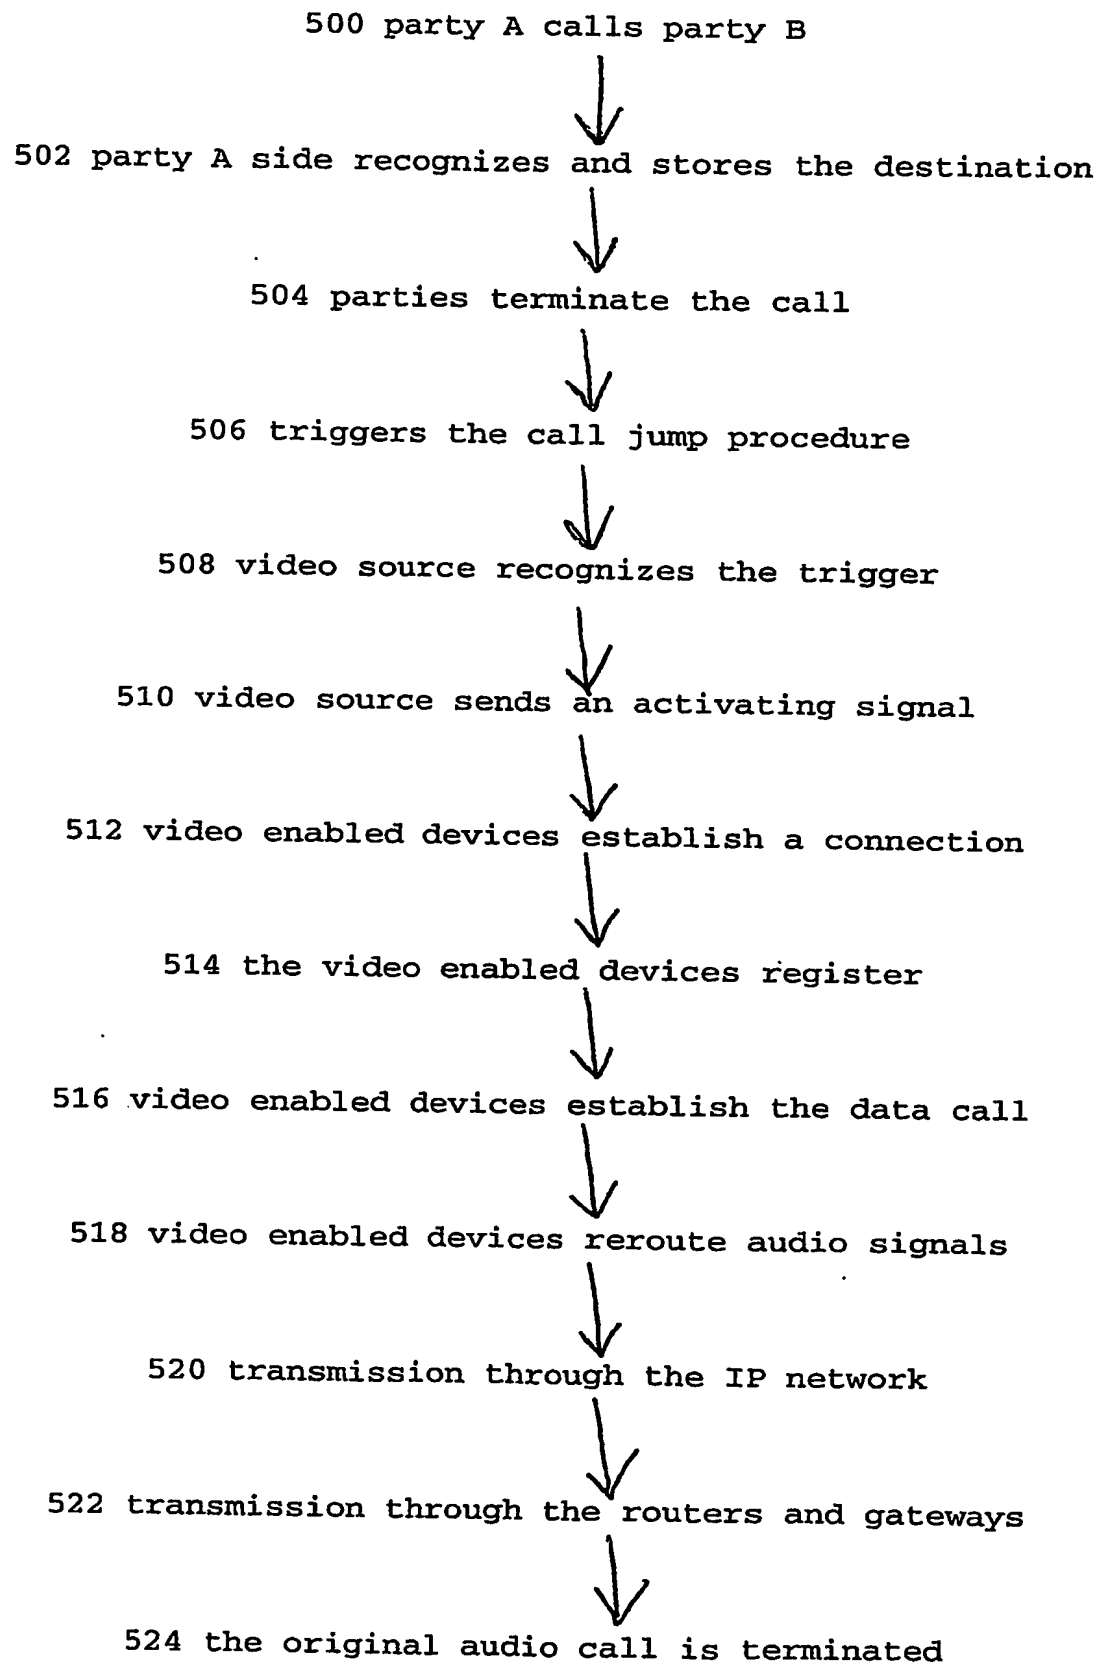 500 party A calls party B
502 party A side recognizes and stores the destination
504 parties terminate the call
506 triggers the call jump procedure
508 video source recognizes the trigger
510 video source sends an activating signal
512 video enabled devices establish a connection
514 the video enabled devices register
516 video enabled devices establish the data call
518 video enabled devices reroute audio signals
520 transmission through the IP network
522 transmission through the routers and gateways
524 the original audio call is terminated